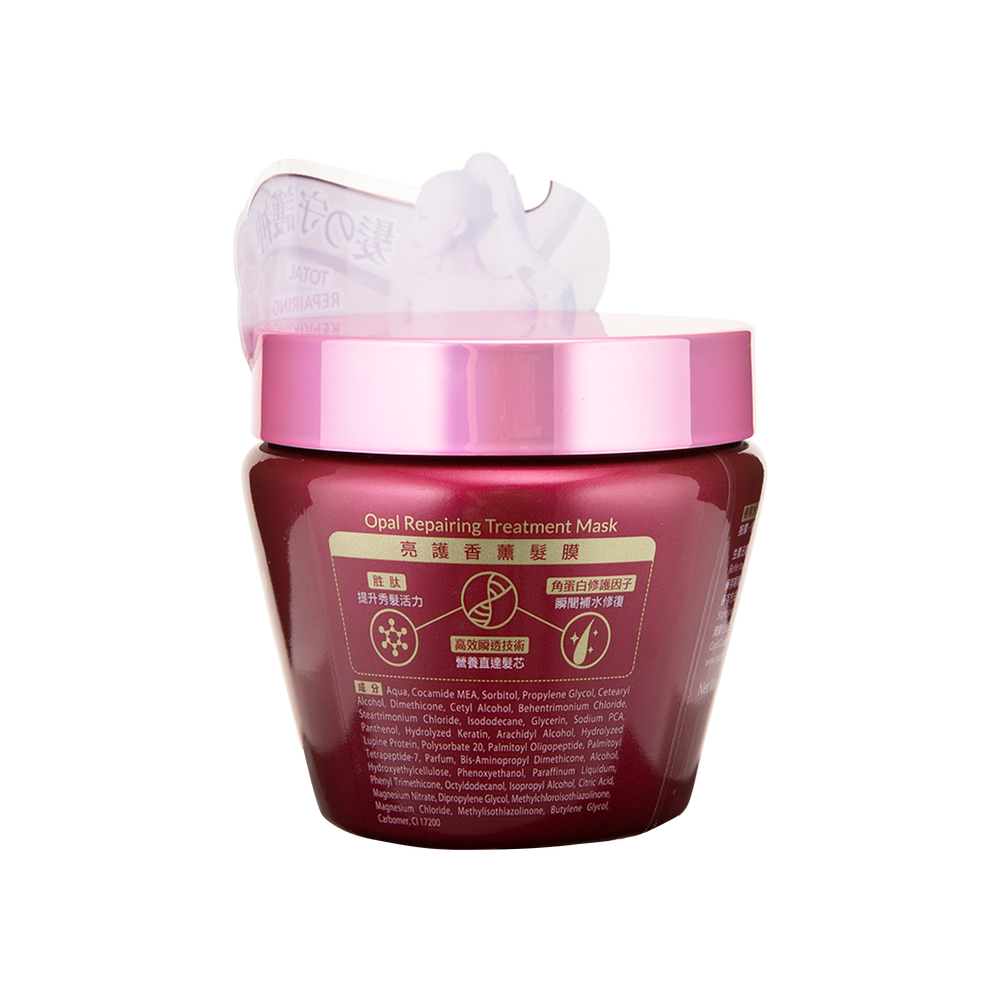 髮の守護神
TOTAL
REPAIRING
Opal Repairing Treatment Mask
亮護香薰髮膜
胜肽
提升秀髮活力
角蛋白修護因子
瞬間補水修復
高效瞬透技術
營養直達髮芯
成分 Aqua, Cocamide MEA, Sorbitol, Propylene Glycol, Cetearyl
Alcohol, Dimethicone, Cetyl Alcohol, Behentrimonium Chloride,
Steartrimonium Chloride, Isododecane, Glycerin, Sodium PCA,
Panthenol, Hydrolyzed Keratin, Arachidyl Alcohol, Hydrolyzed
Lupine Protein, Polysorbate 20, Palmitoyl Oligopeptide, Palmitoyl
Tetrapeptide-7, Parfum, Bis-Aminopropyl Dimethicone, Alcohol,
Hydroxyethylcellulose, Phenoxyethanol, Paraffinum Liquidum,
Phenyl Trimethicone, Octyldodecanol, Isopropyl Alcohol, Citric Acid,
Magnesium Nitrate, Dipropylene Glycol, Methylchloroisothiazolinone,
Magnesium Chloride, Methylisothiazolinone, Butylene Glycol,
Carbomer, CI 17200